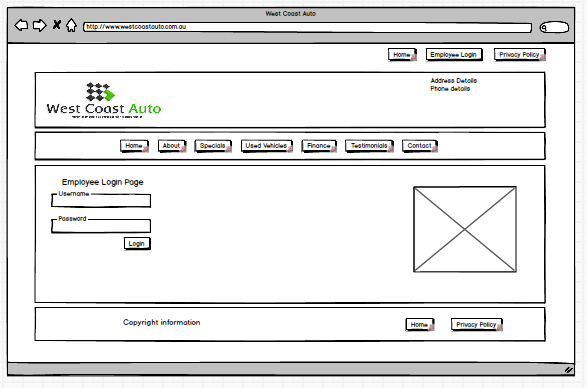 West Coast Auto
http://www.westcoastauto.com.au
Home Employee Login Privacy Policy
Address Details
Phone details
West Coast Auto
Home About Specials Used Vehicles Finance Testimonials Contact
Employee Login Page
Username
Password
Login
Copyright information
Home Privacy Policy